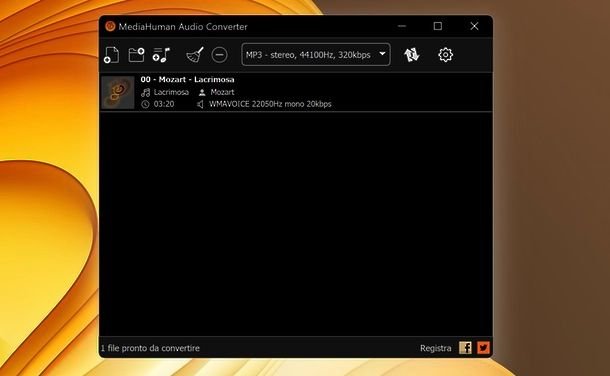 MediaHuman Audio Converter
MP3 - stereo, 44100Hz, 320kbps
00 - Mozart - Lacrimosa
Lacrimosa Mozart
03:20 WMAVOICE 22050Hz mono 20kbps
1 file pronto da convertire Registra